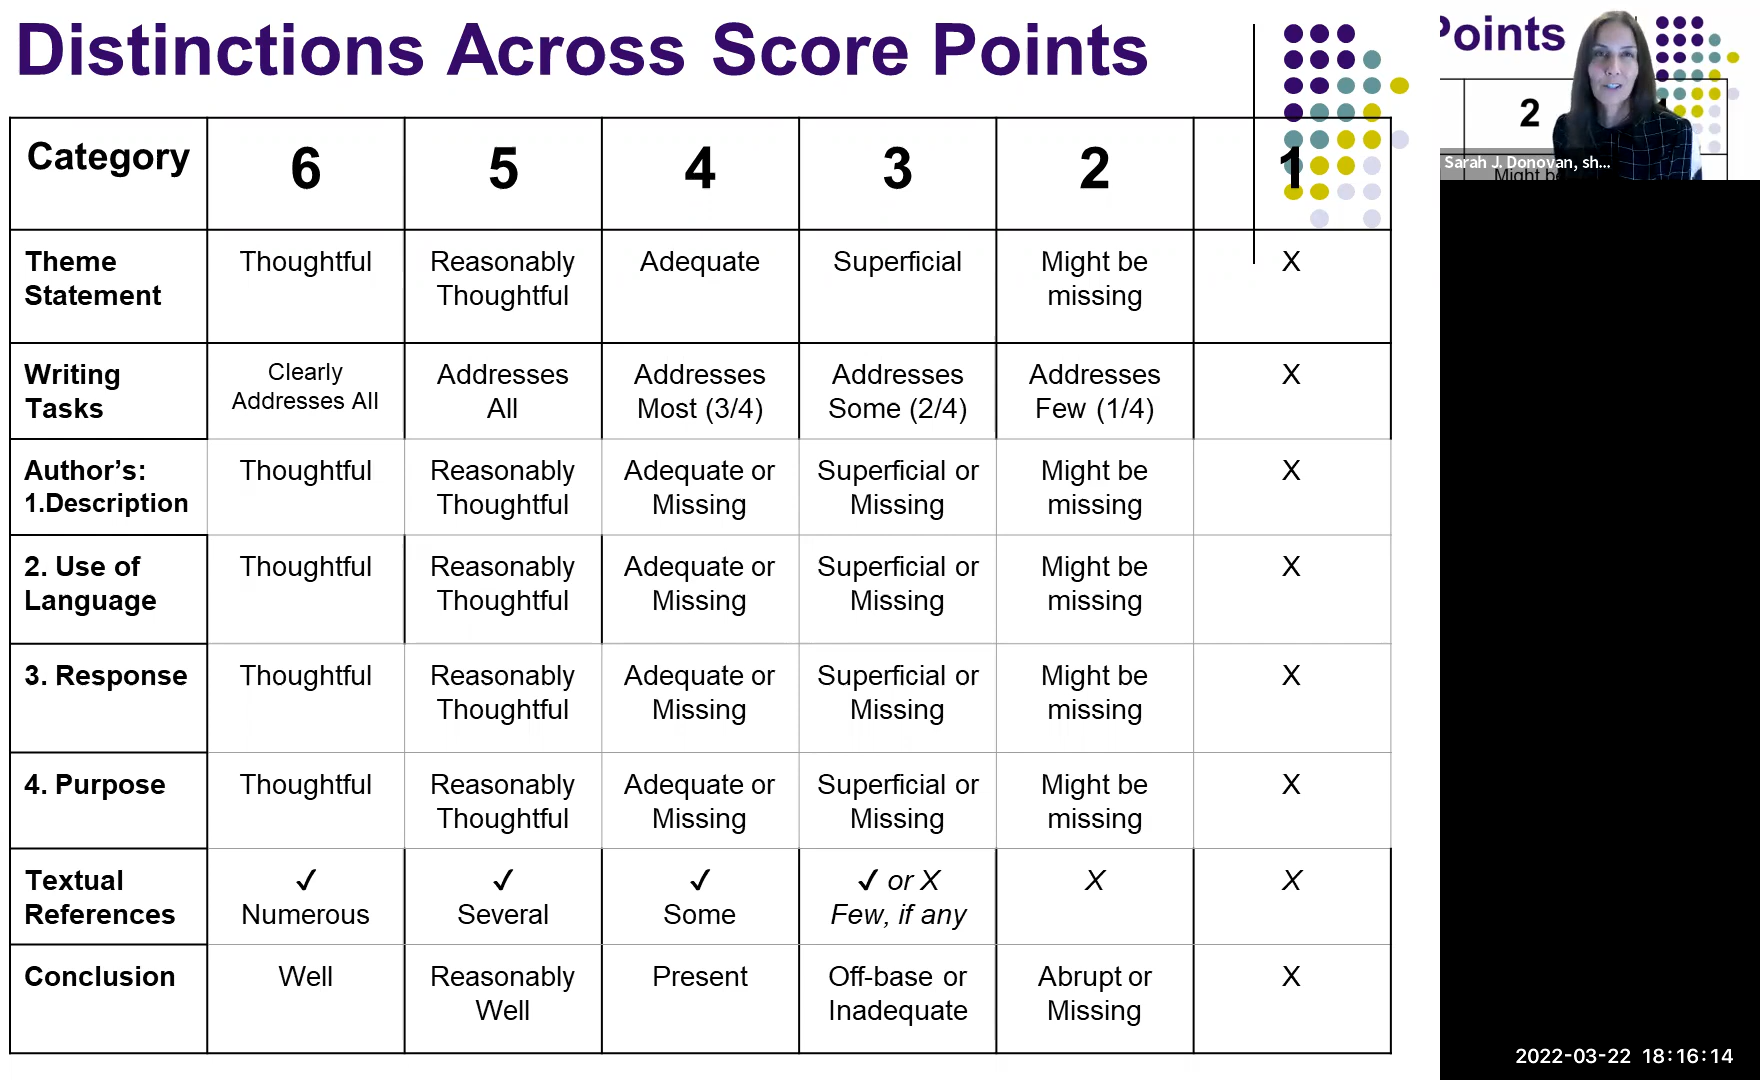 Distinctions Across Score Points
Category 6 5 4 3 2 1
Theme Statement Thoughtful Reasonably Thoughtful Adequate Superficial Might be missing X
Writing Tasks Clearly Addresses All Addresses All Addresses Most (3/4) Addresses Some (2/4) Addresses Few (1/4) X
Author’s: 1.Description Thoughtful Reasonably Thoughtful Adequate or Missing Superficial or Missing Might be missing X
2. Use of Language Thoughtful Reasonably Thoughtful Adequate or Missing Superficial or Missing Might be missing X
3. Response Thoughtful Reasonably Thoughtful Adequate or Missing Superficial or Missing Might be missing X
4. Purpose Thoughtful Reasonably Thoughtful Adequate or Missing Superficial or Missing Might be missing X
Textual References ✓ Numerous ✓ Several ✓ Some ✓ or X Few, if any X X
Conclusion Well Reasonably Well Present Off-base or Inadequate Abrupt or Missing X
Points
2
Sarah J. Donovan, sh...
Might be
2022-03-22 18:16:14